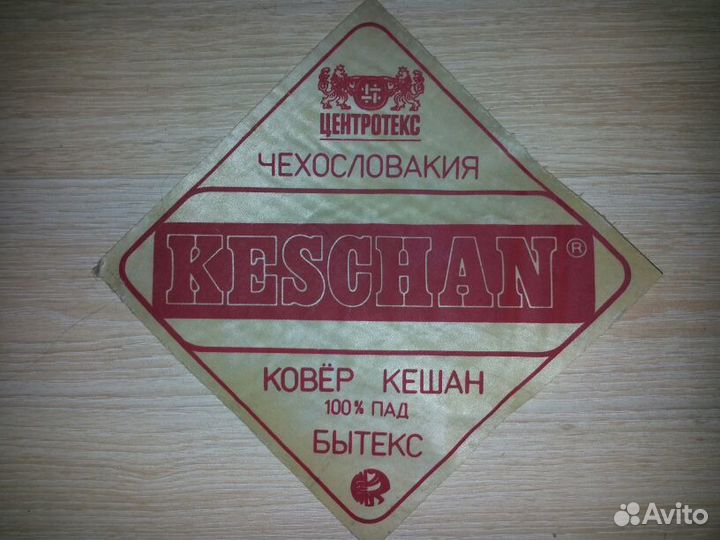 ЦЕНТРОТЕКС
ЧЕХОСЛОВАКИЯ
KESCHAN ®
КОВЁР КЕШАН
100% ПАД
БЫТЕКС
Avito